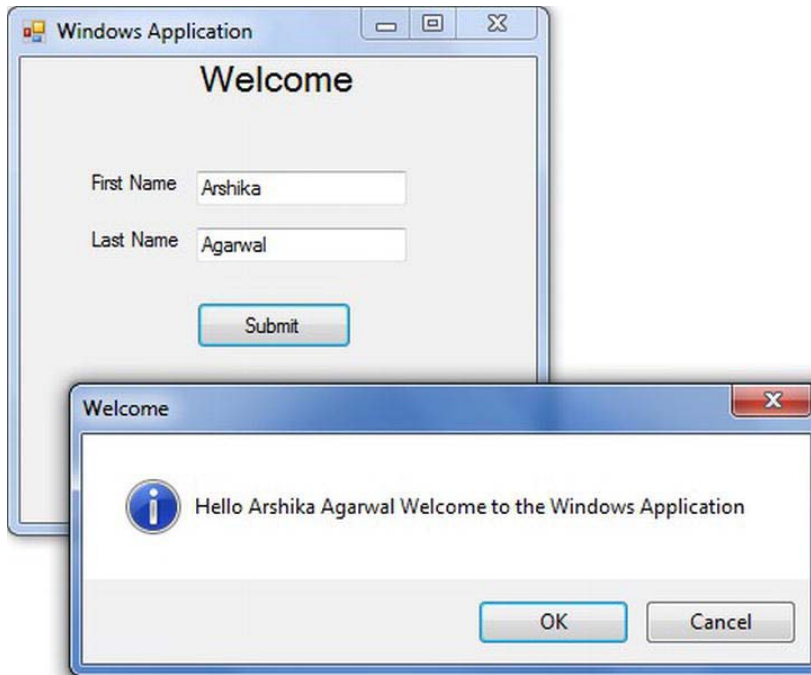 Windows Application
Welcome
First Name Arshika
Last Name Agarwal
Submit
Welcome
Hello Arshika Agarwal Welcome to the Windows Application
OK Cancel